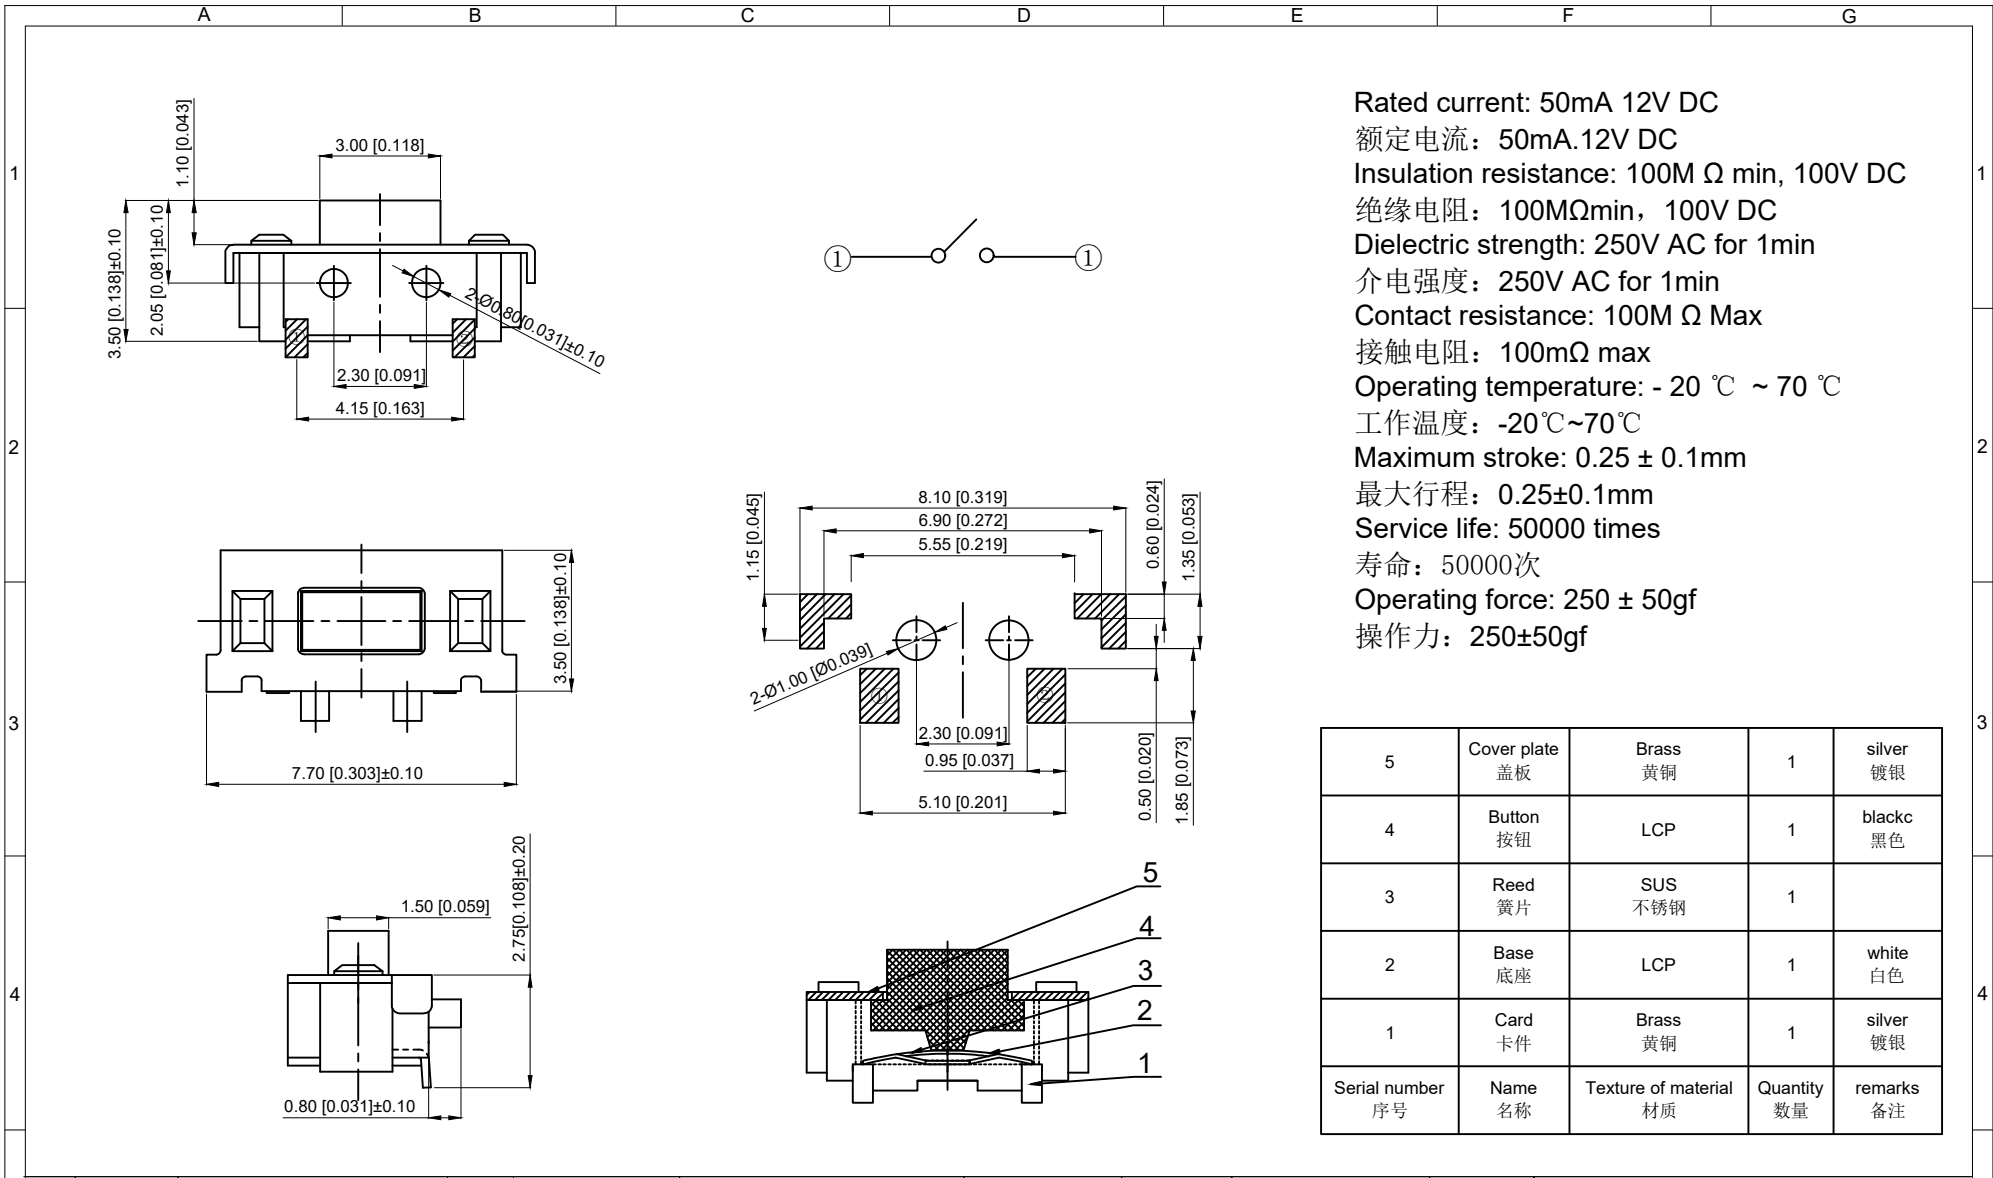 A
B
C
D
E
F
G
1
2
3
4
1
2
3
4
1.10 [0.043]
3.00 [0.118]
3.50 [0.138]±0.10
2.05 [0.081]±0.10
2-Ø0.80[0.031]±0.10
①
②
2.30 [0.091]
4.15 [0.163]
①
①
3.50 [0.138]±0.10
7.70 [0.303]±0.10
1.15 [0.045]
8.10 [0.319]
6.90 [0.272]
5.55 [0.219]
0.60 [0.024]
1.35 [0.053]
2-Ø1.00 [Ø0.039]
①
②
2.30 [0.091]
0.95 [0.037]
5.10 [0.201]
0.50 [0.020]
1.85 [0.073]
1.50 [0.059]
2.75[0.108]±0.20
0.80 [0.031]±0.10
5
4
3
2
1
Rated current: 50mA 12V DC
额定电流：50mA.12V DC
Insulation resistance: 100M Ω min, 100V DC
绝缘电阻：100MΩmin，100V DC
Dielectric strength: 250V AC for 1min
介电强度：250V AC for 1min
Contact resistance: 100M Ω Max
接触电阻：100mΩ max
Operating temperature: - 20 ℃ ~ 70 ℃
工作温度：-20℃~70℃
Maximum stroke: 0.25 ± 0.1mm
最大行程：0.25±0.1mm
Service life: 50000 times
寿命：50000次
Operating force: 250 ± 50gf
操作力：250±50gf
5 Cover plate Brass 1 silver
盖板 黄铜 镀银
4 Button LCP 1 blackc
按钮 黑色
3 Reed SUS 1
簧片 不锈钢
2 Base LCP 1 white
底座 白色
1 Card Brass 1 silver
卡件 黄铜 镀银
Serial number Name Texture of material Quantity remarks
序号 名称 材质 数量 备注